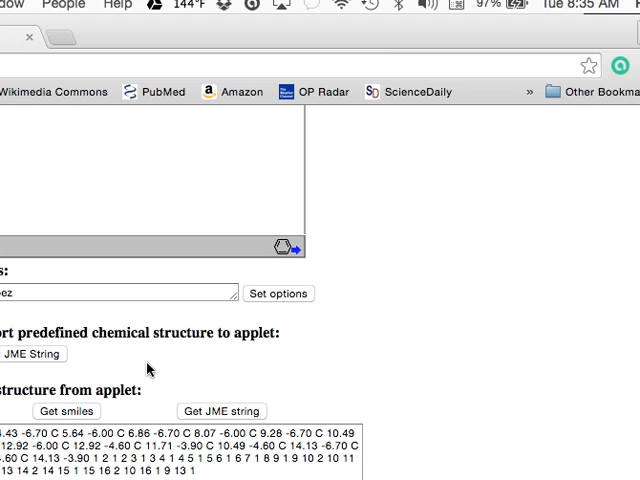 dow People Help 144°F 97% Tue 8:35 AM
Wikimedia Commons PubMed Amazon OP Radar SD ScienceDaily » Other Bookma
s:
ez Set options
ort predefined chemical structure to applet:
JME String
structure from applet:
Get smiles Get JME string
4.43 -6.70 C 5.64 -6.00 C 6.86 -6.70 C 8.07 -6.00 C 9.28 -6.70 C 10.49
12.92 -6.00 C 12.92 -4.60 C 11.71 -3.90 C 10.49 -4.60 C 14.13 -6.70 C
.60 C 14.13 -3.90 1 2 1 2 3 1 3 4 1 4 5 1 5 6 1 6 7 1 8 9 1 9 10 2 10 11
13 14 2 14 15 1 15 16 2 10 16 1 9 13 1